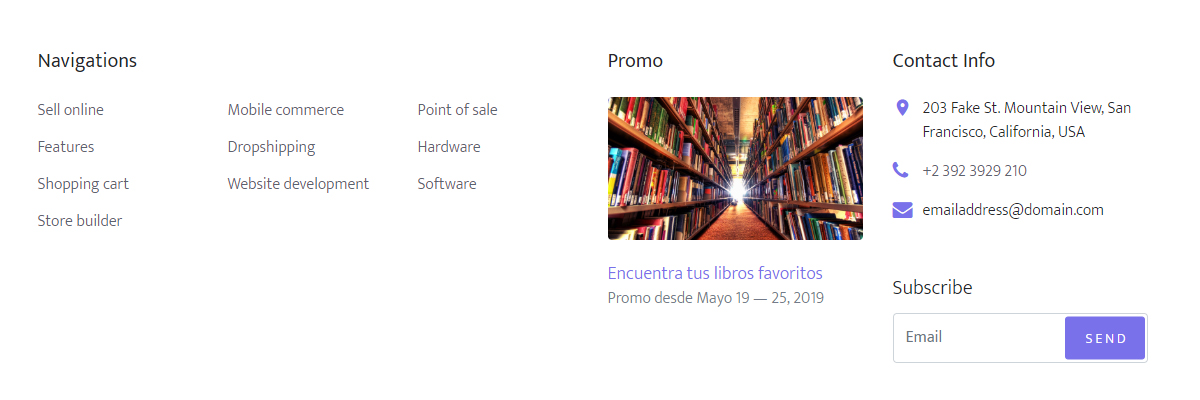 Navigations
Sell online
Features
Shopping cart
Store builder
Mobile commerce
Dropshipping
Website development
Point of sale
Hardware
Software
Promo
Encuentra tus libros favoritos
Promo desde Mayo 19 — 25, 2019
Contact Info
203 Fake St. Mountain View, San
Francisco, California, USA
+2 392 3929 210
emailaddress@domain.com
Subscribe
Email
SEND